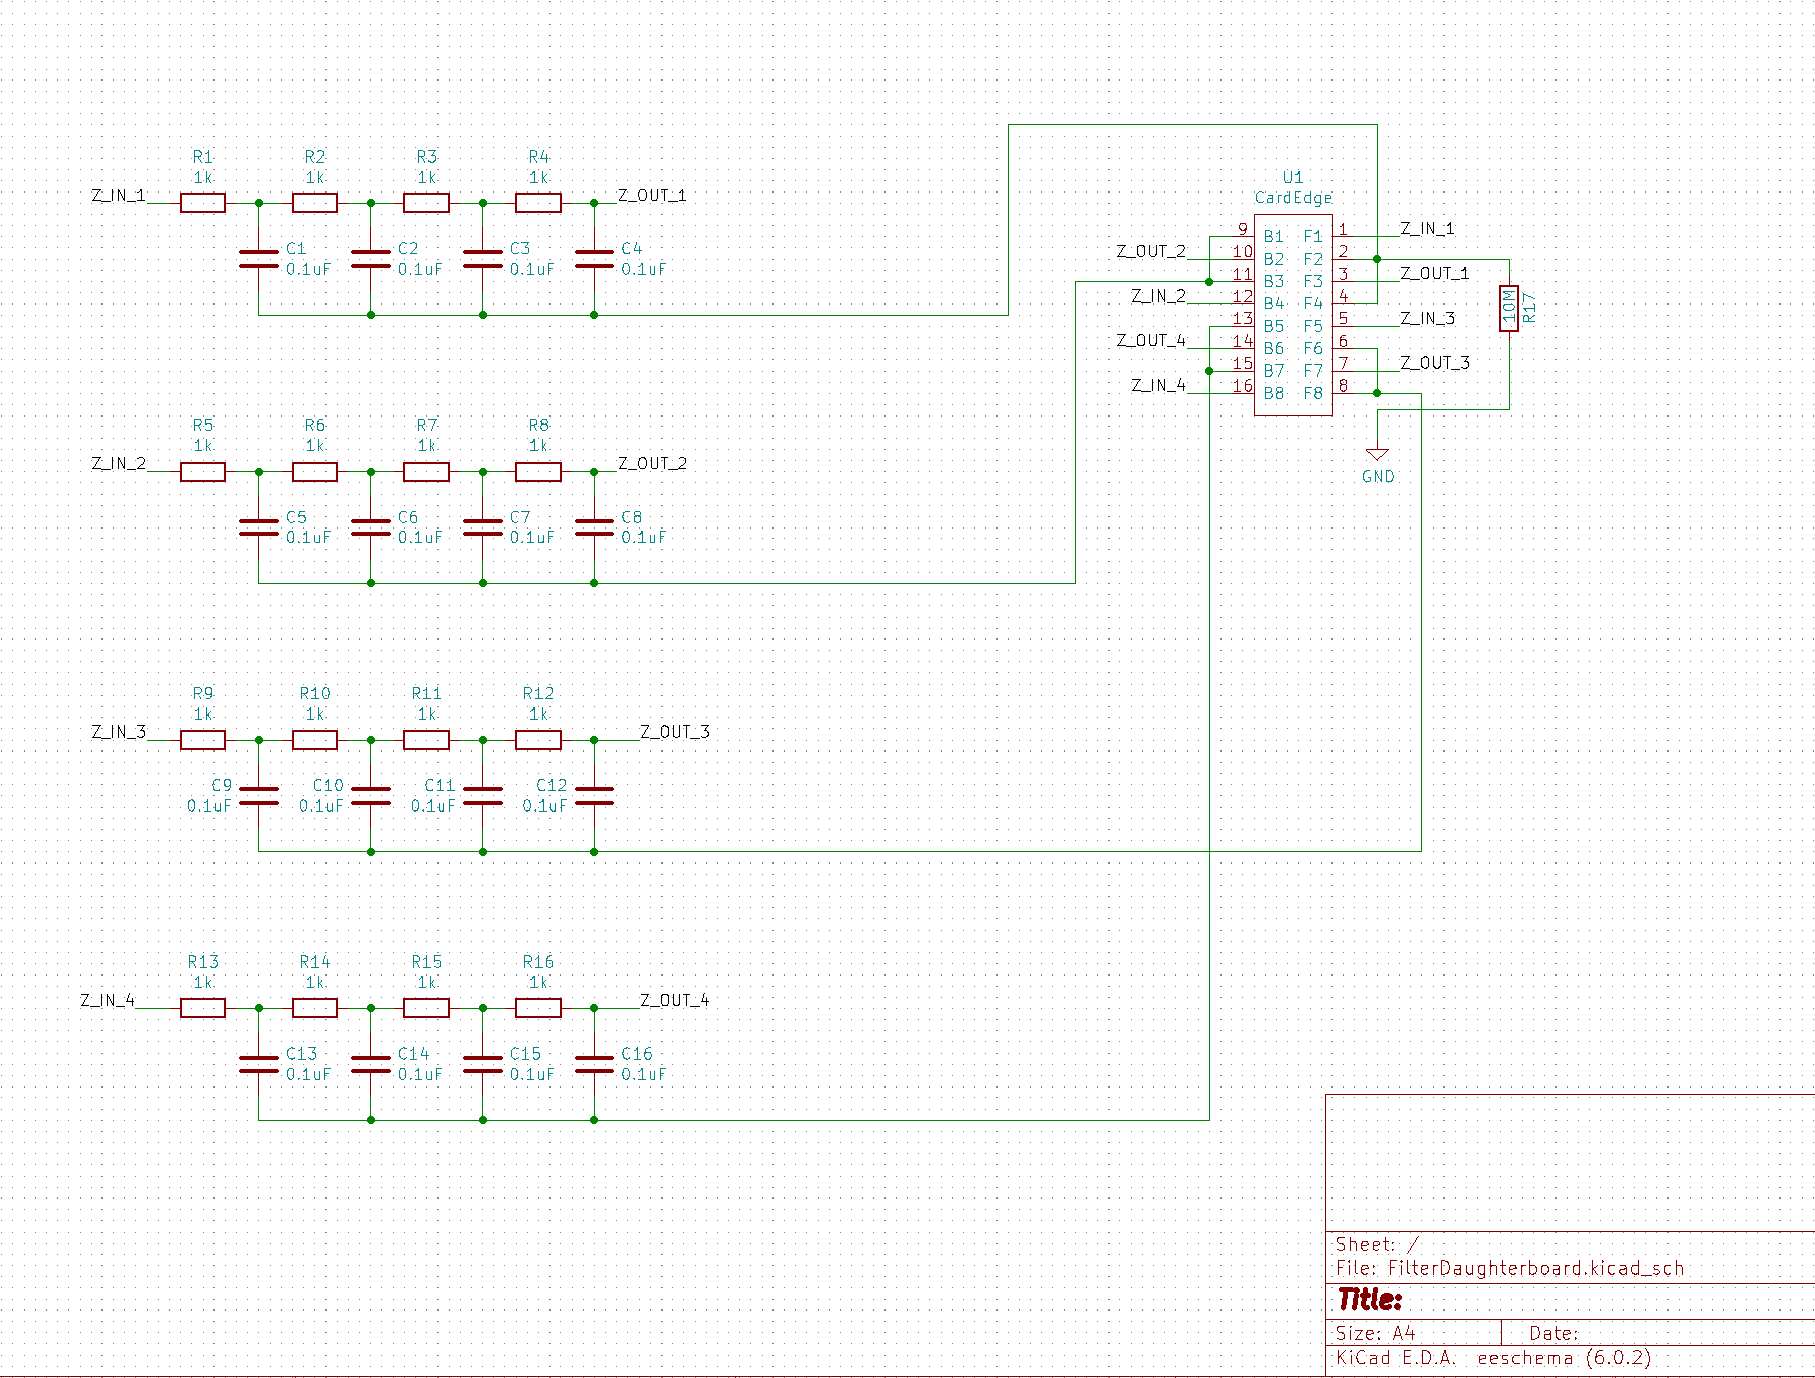 R1 R2 R3 R4
1k 1k 1k 1k
Z_IN_1 Z_OUT_1
C1 C2 C3 C4
0.1uF 0.1uF 0.1uF 0.1uF
U1
CardEdge
9 B1 F1 1 Z_IN_1
Z_OUT_2 10 B2 F2 2
11 B3 F3 3 Z_OUT_1
Z_IN_2 12 B4 F4 4
13 B5 F5 5 Z_IN_3
Z_OUT_4 14 B6 F6 6
15 B7 F7 7 Z_OUT_3
Z_IN_4 16 B8 F8 8
10M
R17
GND
R5 R6 R7 R8
1k 1k 1k 1k
Z_IN_2 Z_OUT_2
C5 C6 C7 C8
0.1uF 0.1uF 0.1uF 0.1uF
R9 R10 R11 R12
1k 1k 1k 1k
Z_IN_3 Z_OUT_3
C9 C10 C11 C12
0.1uF 0.1uF 0.1uF 0.1uF
R13 R14 R15 R16
1k 1k 1k 1k
Z_IN_4 Z_OUT_4
C13 C14 C15 C16
0.1uF 0.1uF 0.1uF 0.1uF
Sheet: /
File: FilterDaughterboard.kicad_sch
Title:
Size: A4 Date:
KiCad E.D.A. eeschema (6.0.2)